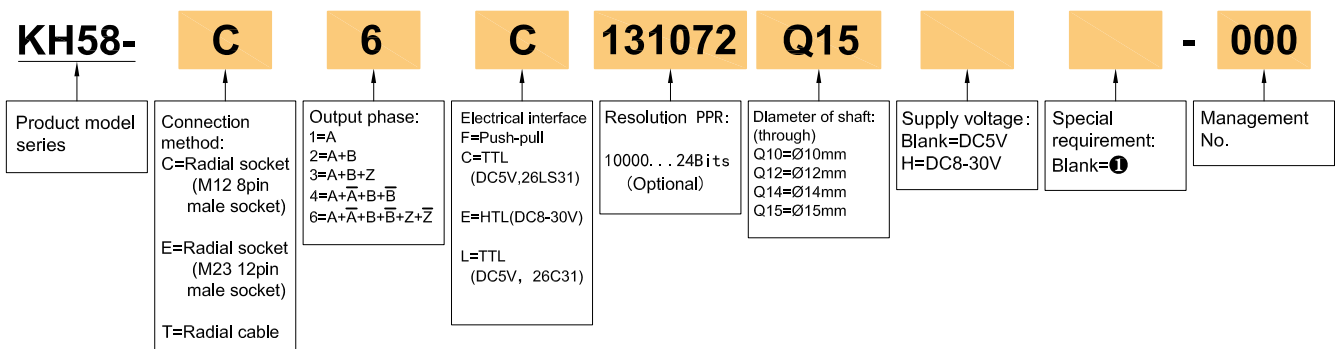 KH58- C 6 C 131072 Q15 - 000
Product model
series
Connection
method:
C=Radial socket
(M12 8pin
male socket)
E=Radial socket
(M23 12pin
male socket)
T=Radial cable
Output phase:
1=A
2=A+B
3=A+B+Z
4=A+A̅+B+B̅
6=A+A̅+B+B̅+Z+Z̅
Electrical interface
F=Push-pull
C=TTL
(DC5V,26LS31)
E=HTL(DC8-30V)
L=TTL
(DC5V, 26C31)
Resolution PPR:
10000...24Bits
(Optional)
Diameter of shaft:
(through)
Q10=Ø10mm
Q12=Ø12mm
Q14=Ø14mm
Q15=Ø15mm
Supply voltage:
Blank=DC5V
H=DC8-30V
Special
requirement:
Blank=❶
Management
No.